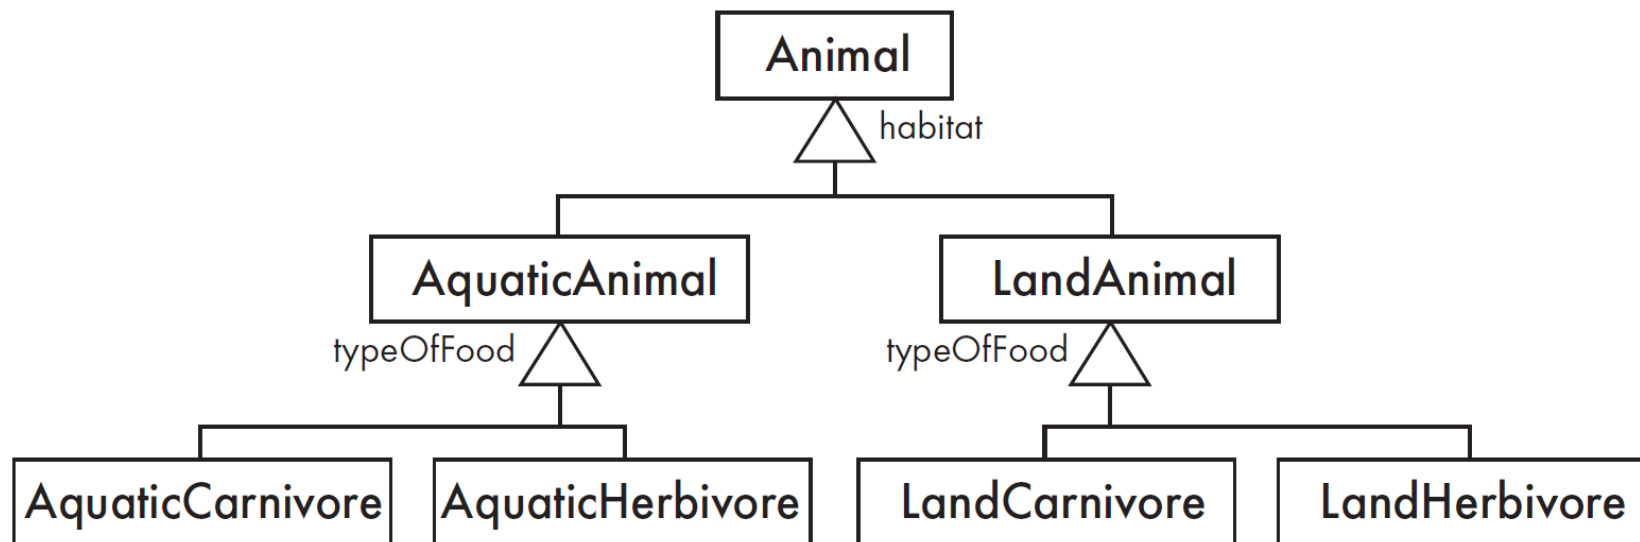 Animal
habitat
AquaticAnimal
LandAnimal
typeOfFood
typeOfFood
AquaticCarnivore
AquaticHerbivore
LandCarnivore
LandHerbivore